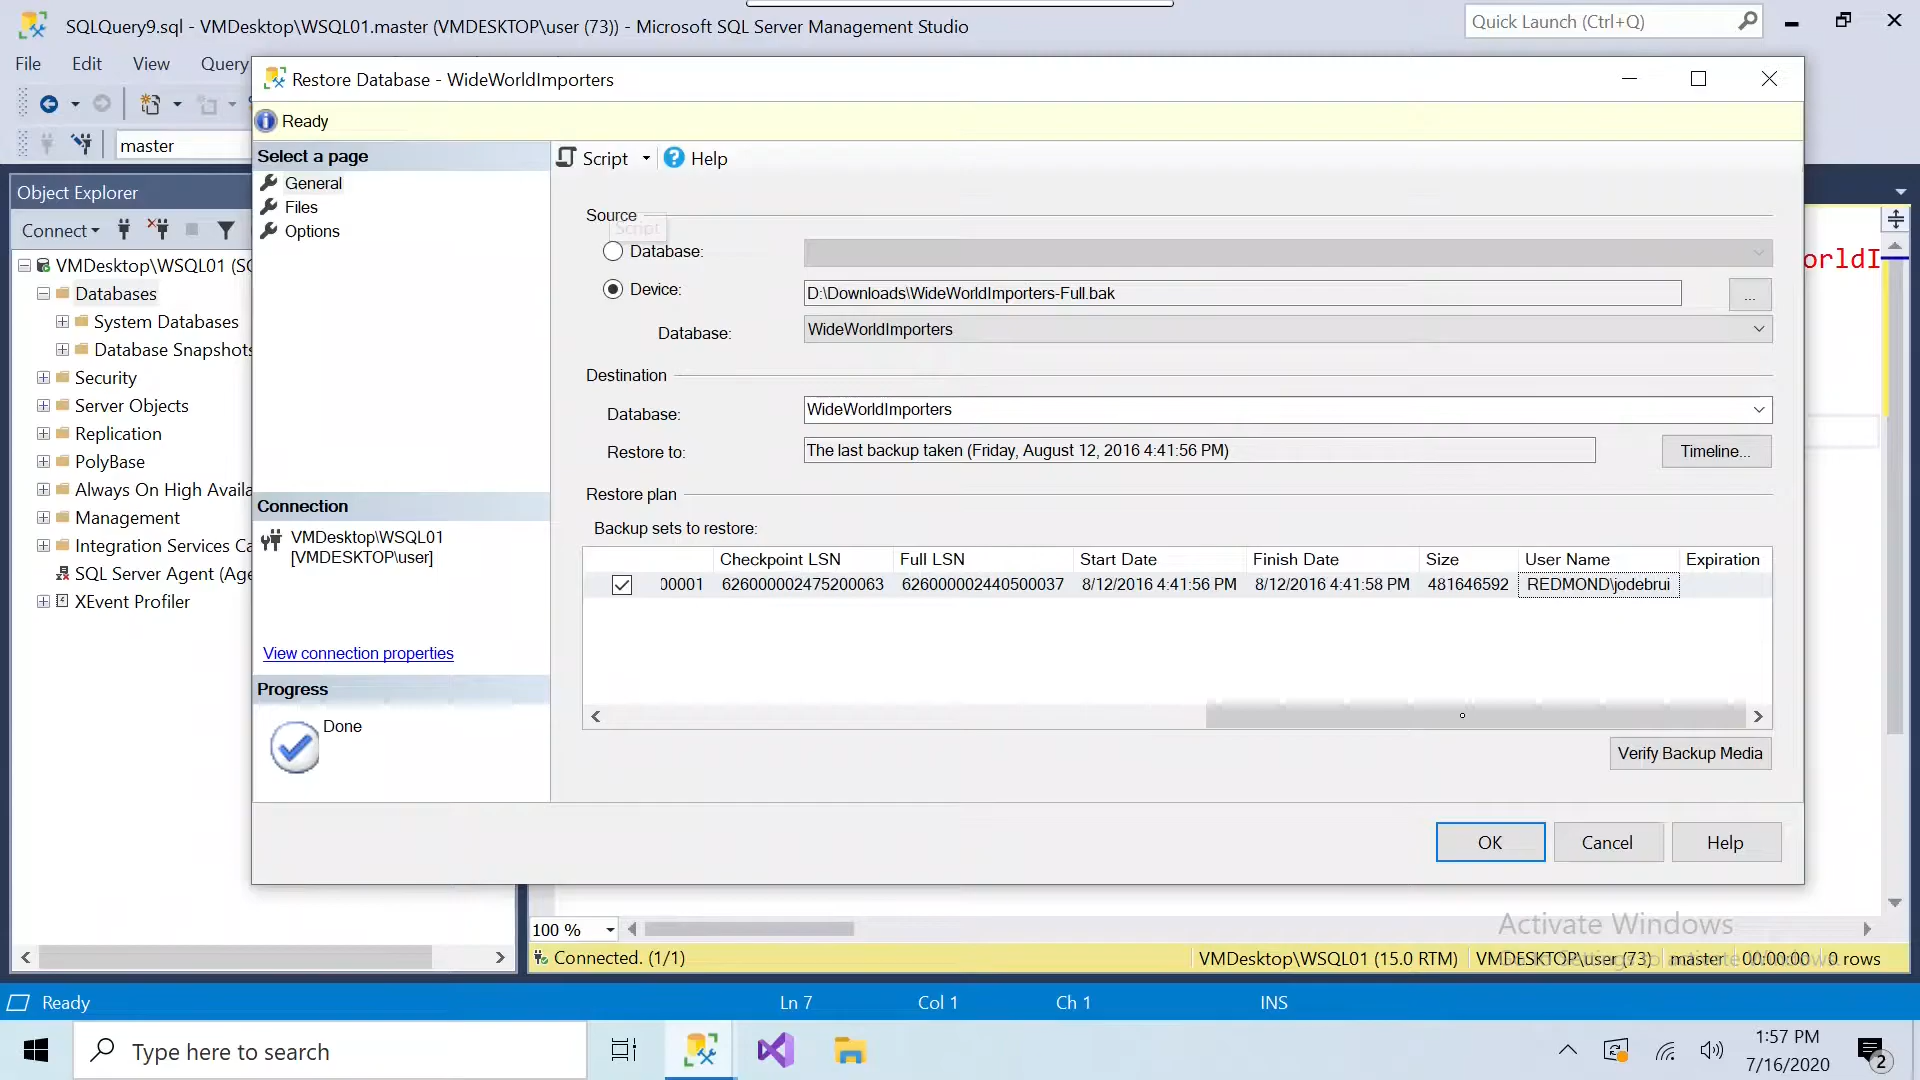 SQLQuery9.sql - VMDesktop\WSQL01.master (VMDESKTOP\user (73)) - Microsoft SQL Server Management Studio
Quick Launch (Ctrl+Q)
File Edit View Query
master
Restore Database - WideWorldImporters
Ready
Select a page
General
Files
Options
Script Help
Source
Script
Database:
Device: D:\Downloads\WideWorldImporters-Full.bak ...
Database: WideWorldImporters
Destination
Database: WideWorldImporters
Restore to: The last backup taken (Friday, August 12, 2016 4:41:56 PM) Timeline...
Restore plan
Backup sets to restore:
Checkpoint LSN Full LSN Start Date Finish Date Size User Name Expiration
00001 626000002475200063 626000002440500037 8/12/2016 4:41:56 PM 8/12/2016 4:41:58 PM 481646592 REDMOND\jodebrui
Verify Backup Media
OK Cancel Help
Connection
VMDesktop\WSQL01
[VMDESKTOP\user]
View connection properties
Progress
Done
Object Explorer
Connect
VMDesktop\WSQL01 (SQ
Databases
System Databases
Database Snapshots
Security
Server Objects
Replication
PolyBase
Always On High Availa
Management
Integration Services Ca
SQL Server Agent (Age
XEvent Profiler
orldI
100 %
Activate Windows
Go to Settings to activate Windows.
Connected. (1/1) VMDesktop\WSQL01 (15.0 RTM) VMDESKTOP\user (73) master 00:00:00 0 rows
Ready Ln 7 Col 1 Ch 1 INS
Type here to search
1:57 PM
7/16/2020
2